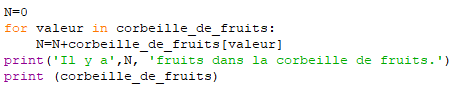 N=0
for valeur in corbeille_de_fruits:
    N=N+corbeille_de_fruits[valeur]
print('Il y a',N, 'fruits dans la corbeille de fruits.')
print (corbeille_de_fruits)